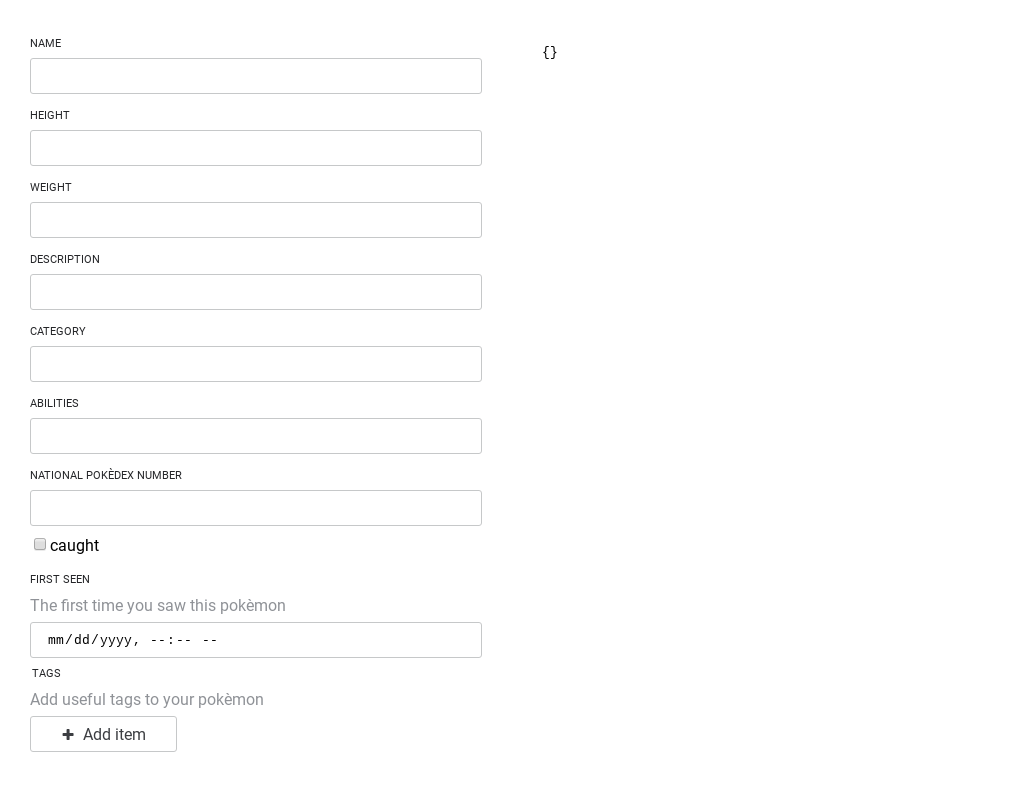 NAME
HEIGHT
WEIGHT
DESCRIPTION
CATEGORY
ABILITIES
NATIONAL POKÈDEX NUMBER
caught
FIRST SEEN
The first time you saw this pokèmon
mm/dd/yyyy, --:-- --
TAGS
Add useful tags to your pokèmon
+ Add item
{}